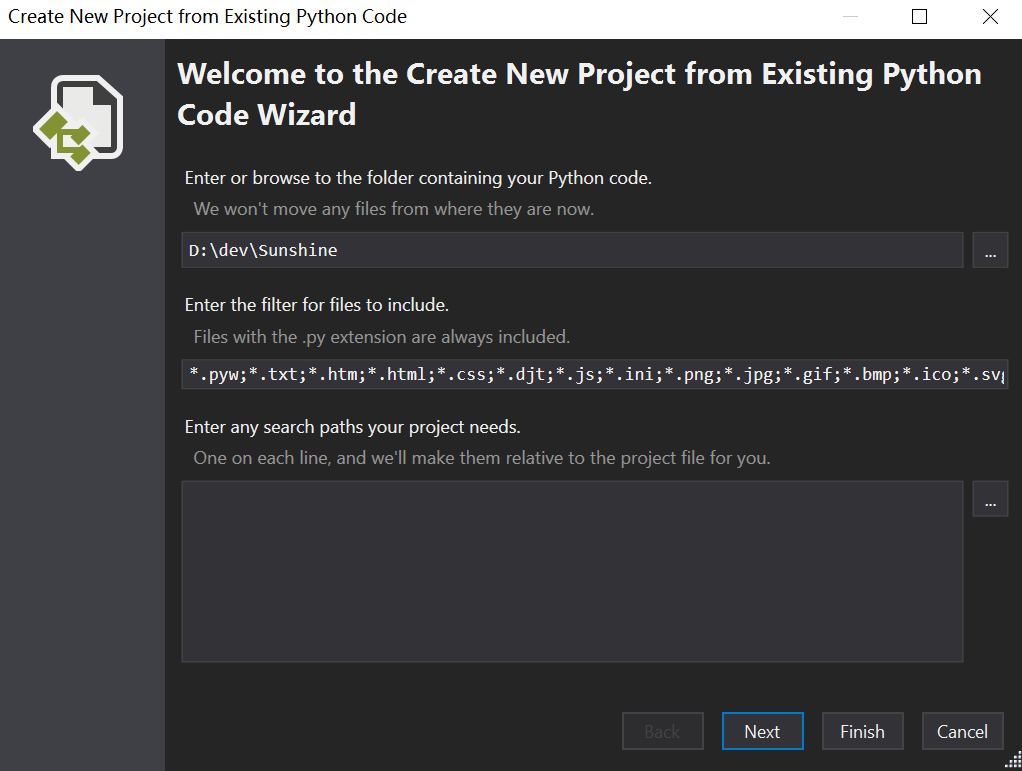 Create New Project from Existing Python Code
Welcome to the Create New Project from Existing Python
Code Wizard
Enter or browse to the folder containing your Python code.
We won't move any files from where they are now.
D:\dev\Sunshine
...
Enter the filter for files to include.
Files with the .py extension are always included.
*.pyw;*.txt;*.htm;*.html;*.css;*.djt;*.js;*.ini;*.png;*.jpg;*.gif;*.bmp;*.ico;*.svg
Enter any search paths your project needs.
One on each line, and we'll make them relative to the project file for you.
...
Back Next Finish Cancel